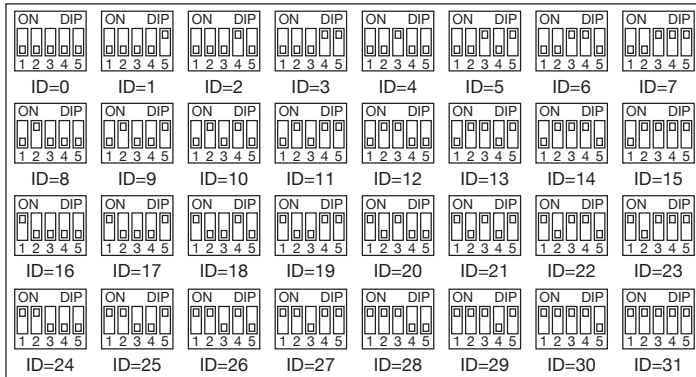 ON DIP ON DIP ON DIP ON DIP ON DIP ON DIP ON DIP ON DIP
1 2 3 4 5 1 2 3 4 5 1 2 3 4 5 1 2 3 4 5 1 2 3 4 5 1 2 3 4 5 1 2 3 4 5 1 2 3 4 5
ID=0 ID=1 ID=2 ID=3 ID=4 ID=5 ID=6 ID=7
ON DIP ON DIP ON DIP ON DIP ON DIP ON DIP ON DIP ON DIP
1 2 3 4 5 1 2 3 4 5 1 2 3 4 5 1 2 3 4 5 1 2 3 4 5 1 2 3 4 5 1 2 3 4 5 1 2 3 4 5
ID=8 ID=9 ID=10 ID=11 ID=12 ID=13 ID=14 ID=15
ON DIP ON DIP ON DIP ON DIP ON DIP ON DIP ON DIP ON DIP
1 2 3 4 5 1 2 3 4 5 1 2 3 4 5 1 2 3 4 5 1 2 3 4 5 1 2 3 4 5 1 2 3 4 5 1 2 3 4 5
ID=16 ID=17 ID=18 ID=19 ID=20 ID=21 ID=22 ID=23
ON DIP ON DIP ON DIP ON DIP ON DIP ON DIP ON DIP ON DIP
1 2 3 4 5 1 2 3 4 5 1 2 3 4 5 1 2 3 4 5 1 2 3 4 5 1 2 3 4 5 1 2 3 4 5 1 2 3 4 5
ID=24 ID=25 ID=26 ID=27 ID=28 ID=29 ID=30 ID=31